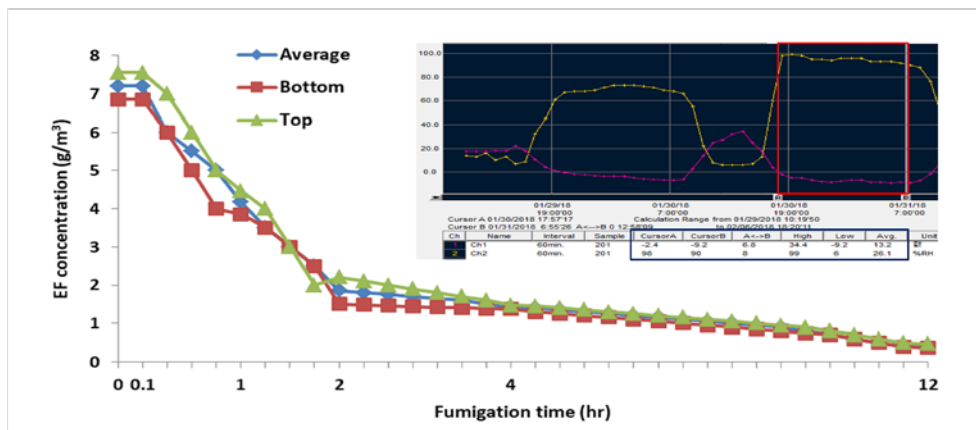 8
7
6
5
4
3
2
1
0
EF concentration (g/m³)
Average
Bottom
Top
0 0.1 1 2 4 12
Fumigation time (hr)
100.0
80.0
60.0
40.0
20.0
0.0
01/29/18 01/30/18 01/30/18 01/31/18
19:00'00 7:00'00 19:00'00 7:00'00
Cursor A 01/30/2018 17:57'17 Calculation Range from 01/29/2018 10:19'50
Cursor B 01/31/2018 6:55'26 A<-->B 0 12:58'09 to 02/06/2018 18:20'11
Ch Name Interval Sample CursorA CursorB A<->B High Low Avg. Unit
1 Ch1 60min. 201 -2.4 -9.2 6.8 34.4 -9.2 13.2
2 Ch2 60min. 201 98 90 8 99 6 26.1 %RH